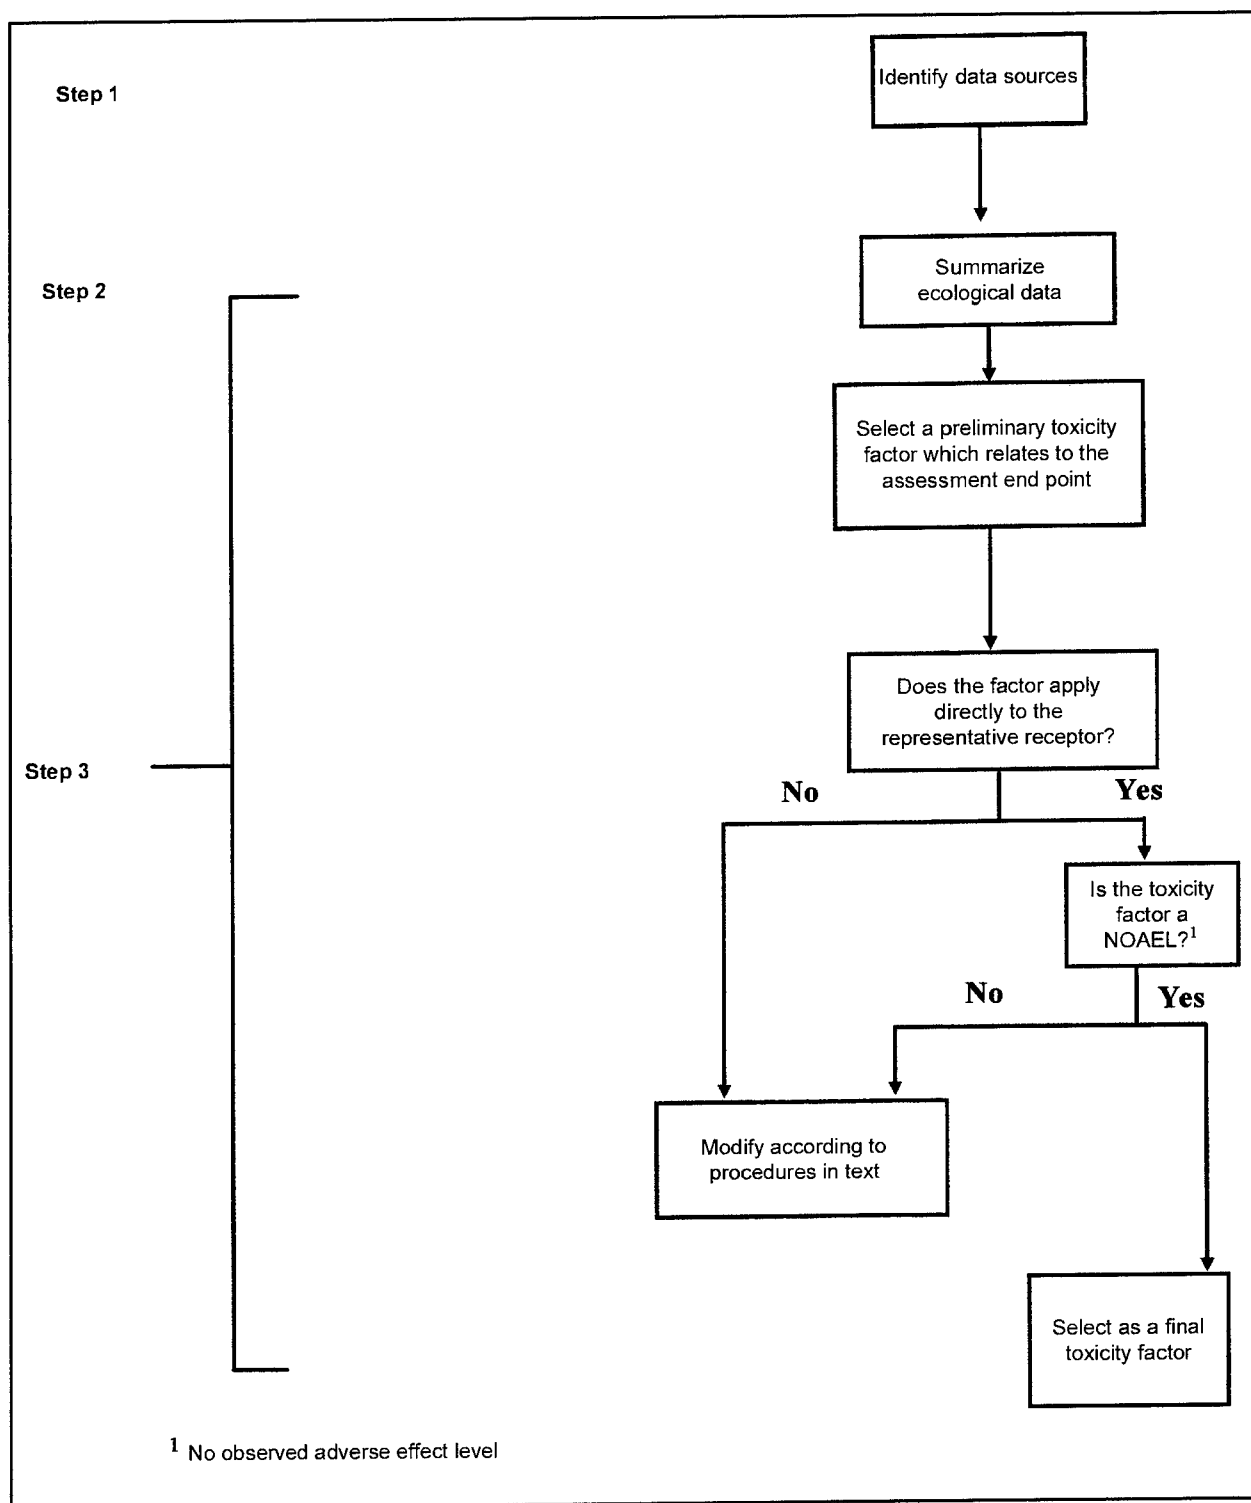 Step 1
Identify data sources
Step 2
Summarize
ecological data
Select a preliminary toxicity
factor which relates to the
assessment end point
Does the factor apply
directly to the
representative receptor?
Step 3
No
Yes
Is the toxicity
factor a
NOAEL?¹
No
Yes
Modify according to
procedures in text
Select as a final
toxicity factor
¹ No observed adverse effect level